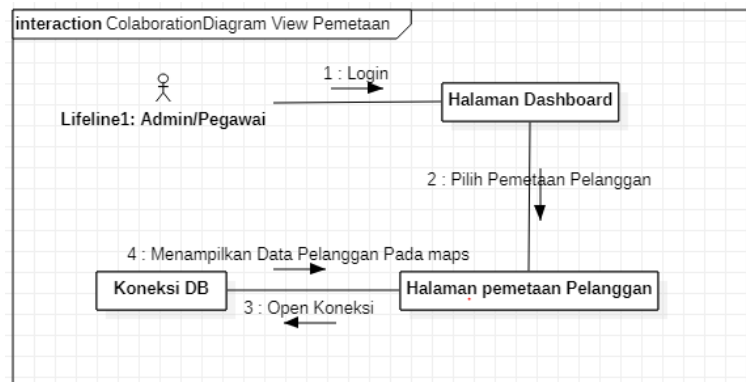 interaction ColaborationDiagram View Pemetaan
1 : Login
Lifeline1: Admin/Pegawai
Halaman Dashboard
2 : Pilih Pemetaan Pelanggan
4 : Menampilkan Data Pelanggan Pada maps
Koneksi DB
Halaman pemetaan Pelanggan
3 : Open Koneksi